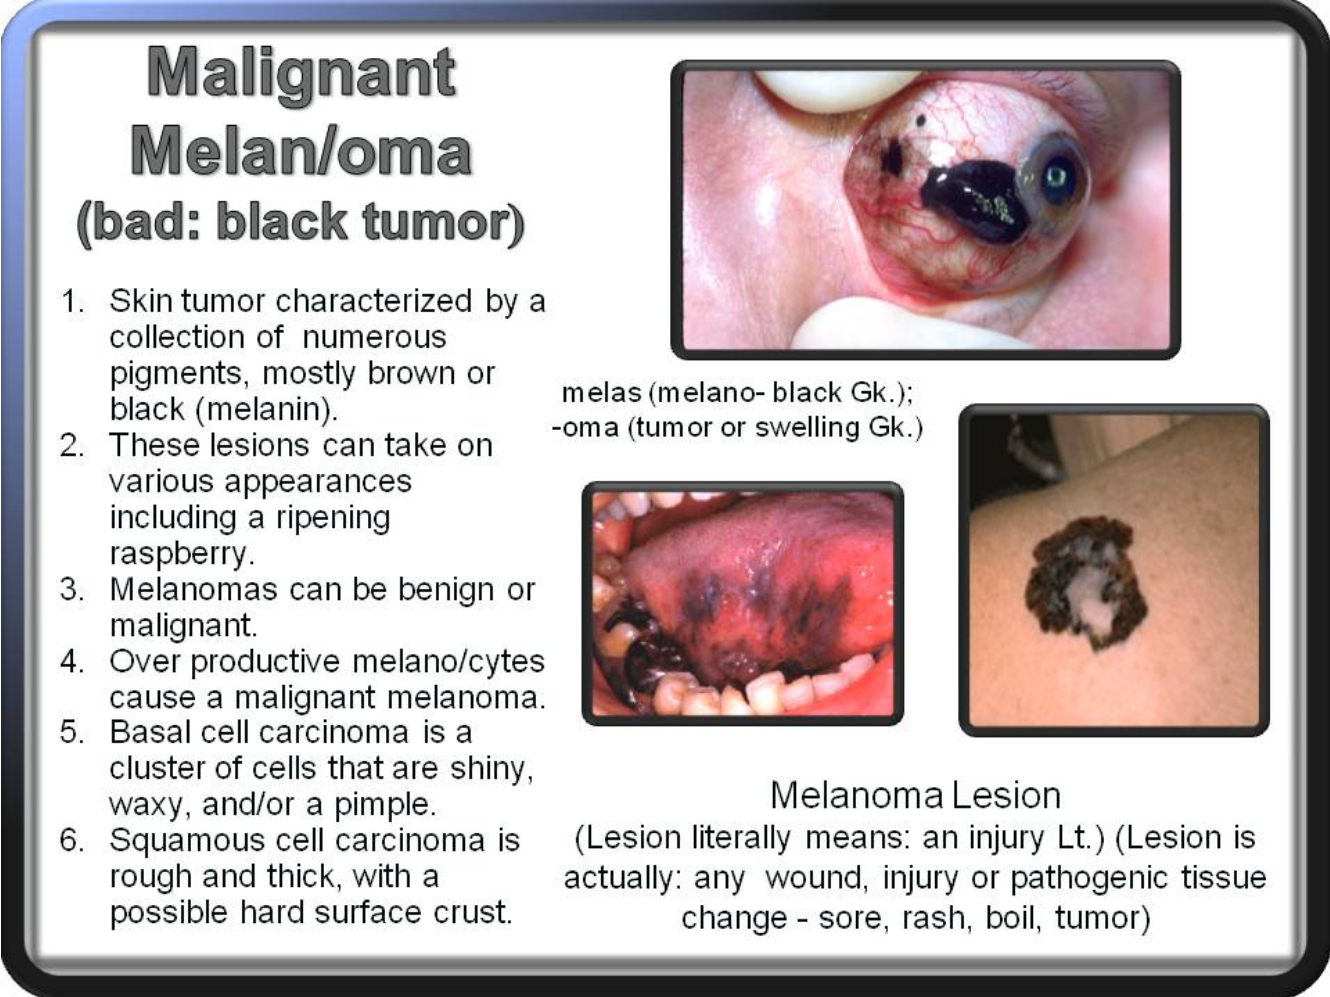 Malignant
Melan/oma
(bad: black tumor)
1. Skin tumor characterized by a
collection of numerous
pigments, mostly brown or
black (melanin).
2. These lesions can take on
various appearances
including a ripening
raspberry.
3. Melanomas can be benign or
malignant.
4. Over productive melano/cytes
cause a malignant melanoma.
5. Basal cell carcinoma is a
cluster of cells that are shiny,
waxy, and/or a pimple.
6. Squamous cell carcinoma is
rough and thick, with a
possible hard surface crust.
melas (melano- black Gk.);
-oma (tumor or swelling Gk.)
Melanoma Lesion
(Lesion literally means: an injury Lt.) (Lesion is
actually: any wound, injury or pathogenic tissue
change - sore, rash, boil, tumor)